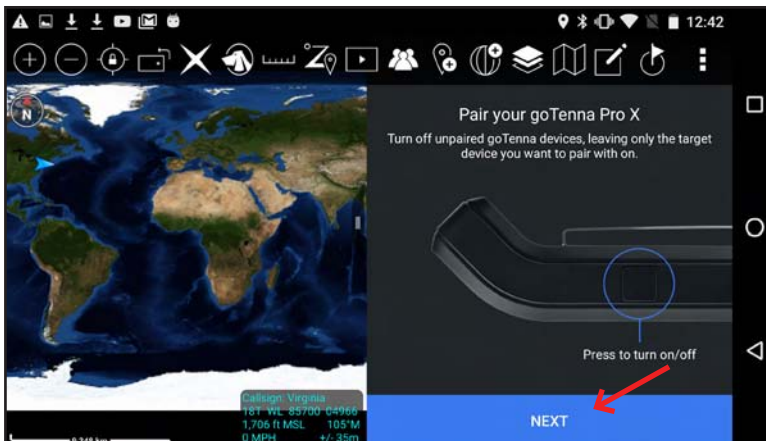 12:42
Z
N
Pair your goTenna Pro X
Turn off unpaired goTenna devices, leaving only the target
device you want to pair with on.
Press to turn on/off
NEXT
Callsign: Virginia
18T WL 85700 04966
1,706 ft MSL 105°M
0 MPH +/- 35m